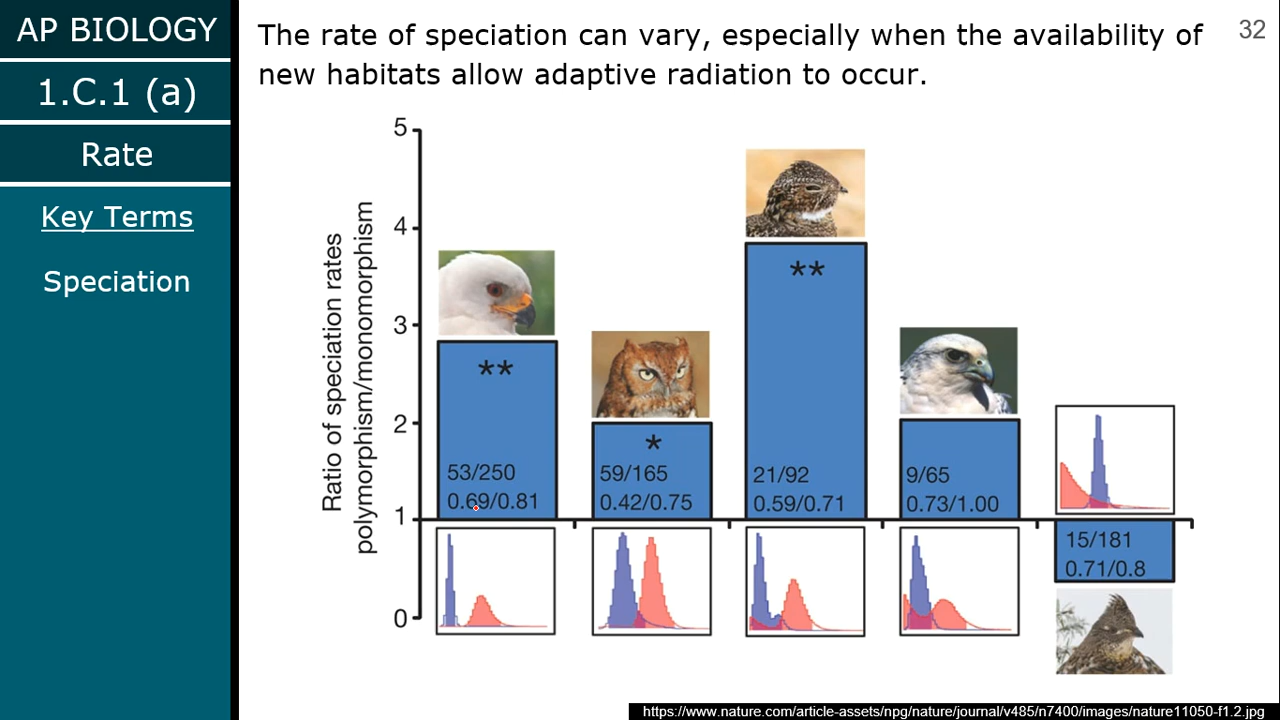 AP BIOLOGY
1.C.1 (a)
Rate
Key Terms
Speciation
The rate of speciation can vary, especially when the availability of
new habitats allow adaptive radiation to occur.
32
Ratio of speciation rates
polymorphism/monomorphism
5
4
3
2
1
0
**
53/250
0.69/0.81
*
59/165
0.42/0.75
**
21/92
0.59/0.71
9/65
0.73/1.00
15/181
0.71/0.8
https://www.nature.com/article-assets/npg/nature/journal/v485/n7400/images/nature11050-f1.2.jpg